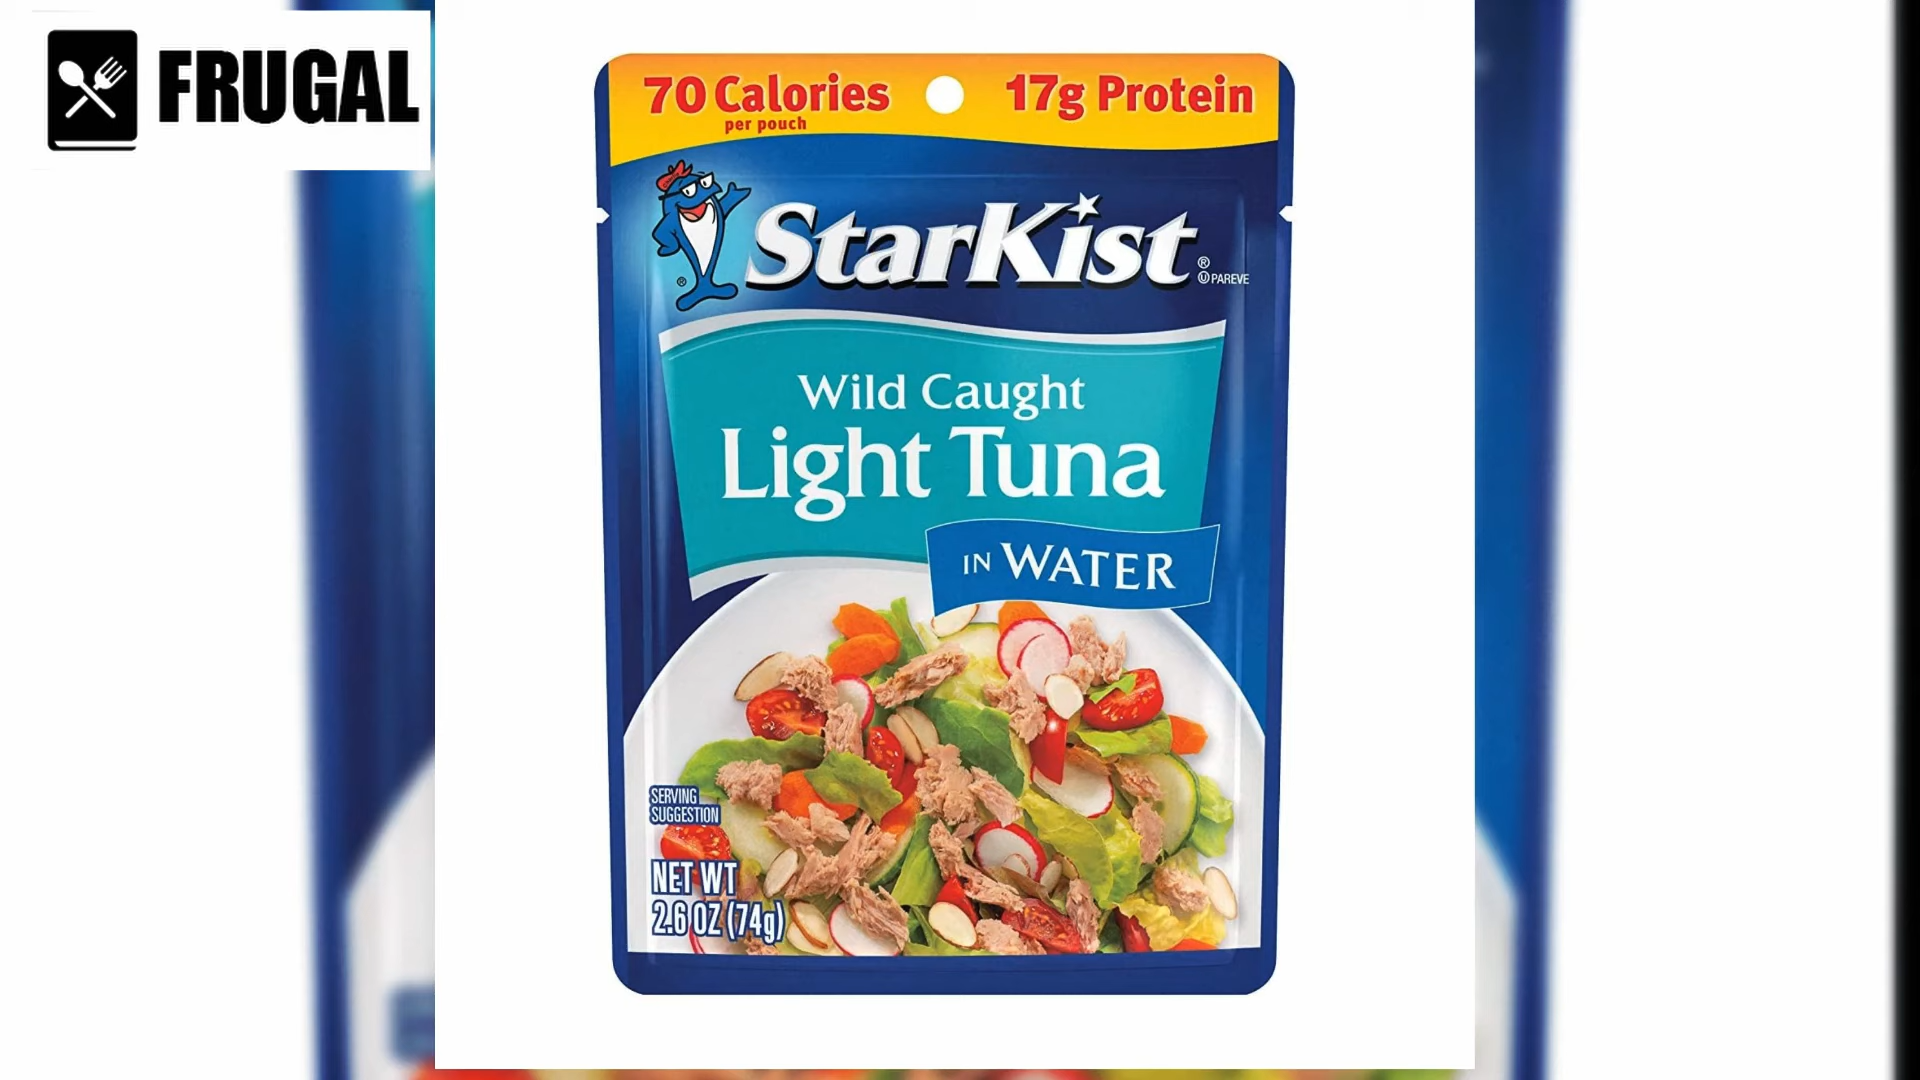 FRUGAL
70 Calories
per pouch
17g Protein
StarKist®
Ⓤ PAREVE
®
Wild Caught
Light Tuna
IN WATER
SERVING
SUGGESTION
NET WT
2.6 OZ (74g)